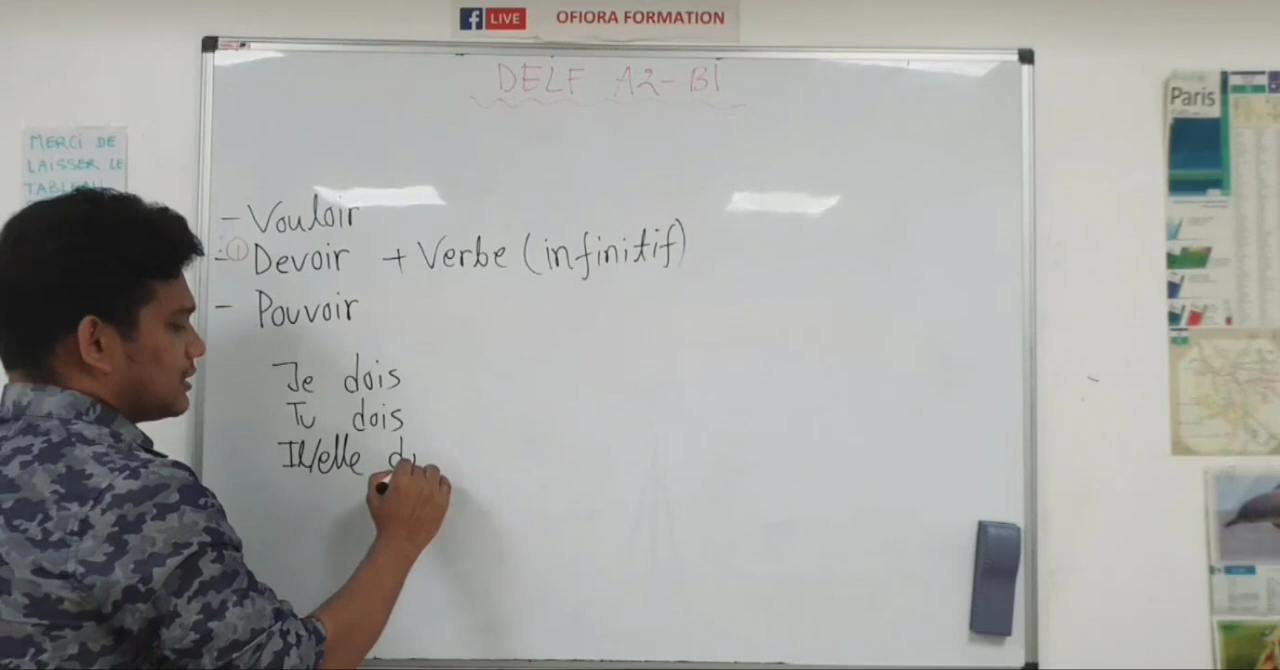 f LIVE OFIORA FORMATION
DELF A2-B1
MERCI DE
LAISSER LE
TABLEAU
Paris
- Vouloir
- ① Devoir + Verbe (infinitif)
- Pouvoir
Je dois
Tu dois
Il/elle d